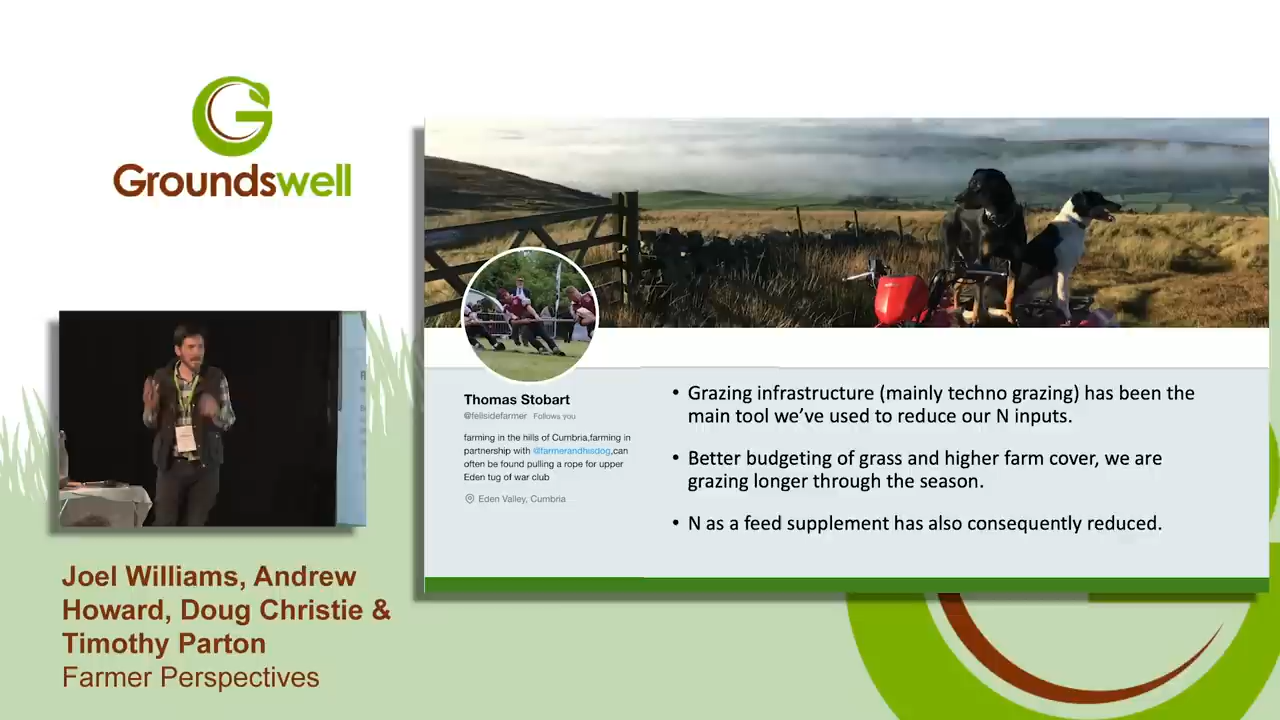 Groundswell
Thomas Stobart
@fellsidefarmer Follows you
farming in the hills of Cumbria,farming in
partnership with @farmerandhisdog,can
often be found pulling a rope for upper
Eden tug of war club
Eden Valley, Cumbria
• Grazing infrastructure (mainly techno grazing) has been the
main tool we've used to reduce our N inputs.
• Better budgeting of grass and higher farm cover, we are
grazing longer through the season.
• N as a feed supplement has also consequently reduced.
Joel Williams, Andrew
Howard, Doug Christie &
Timothy Parton
Farmer Perspectives